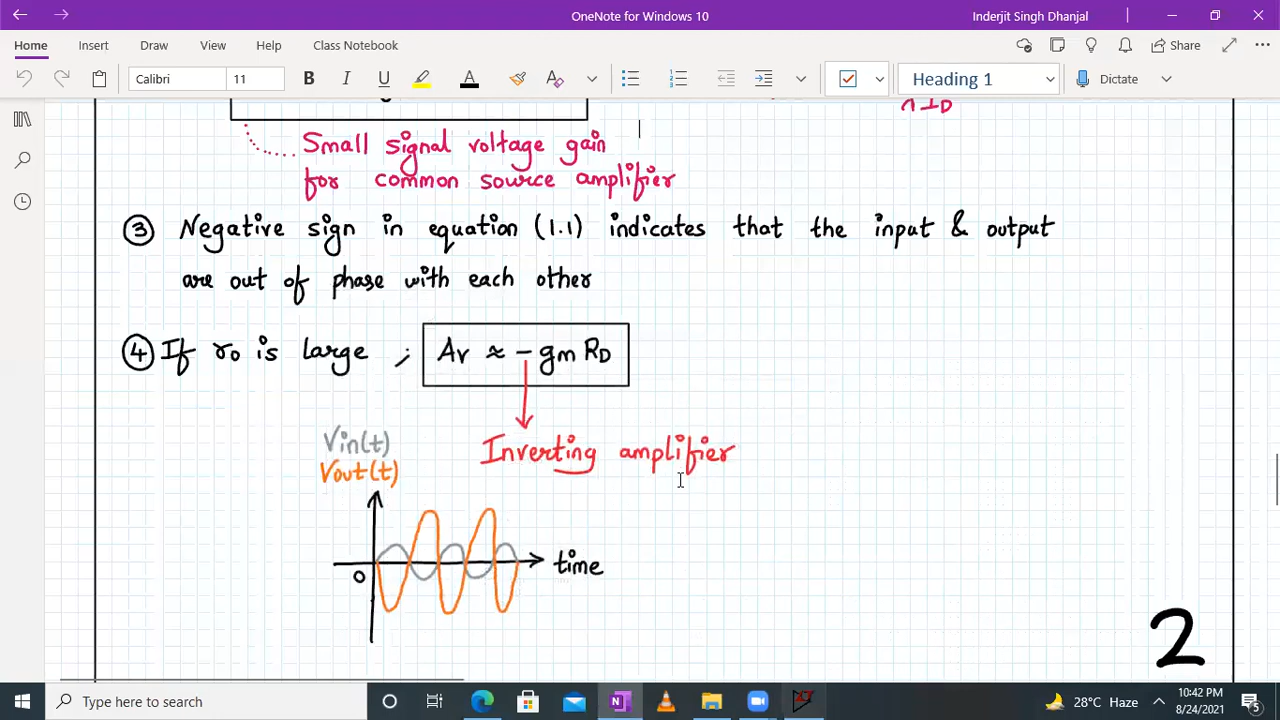 OneNote for Windows 10
Inderjit Singh Dhanjal
Home Insert Draw View Help Class Notebook
Share
Calibri 11 B I U A Heading 1 Dictate
Small signal voltage gain
for common source amplifier
③ Negative sign in equation (1.1) indicates that the input & output
are out of phase with each other
④ If ro is large ; Av ≈ - gm RD
Inverting amplifier
Vin(t)
Vout(t)
0
time
2
Type here to search
28°C Haze
10:42 PM
8/24/2021
5